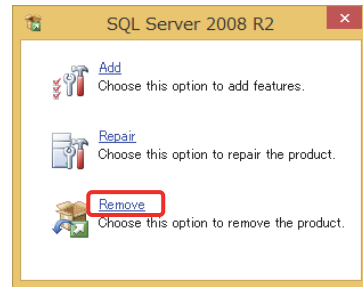 SQL Server 2008 R2
Add
Choose this option to add features.
Repair
Choose this option to repair the product.
Remove
Choose this option to remove the product.